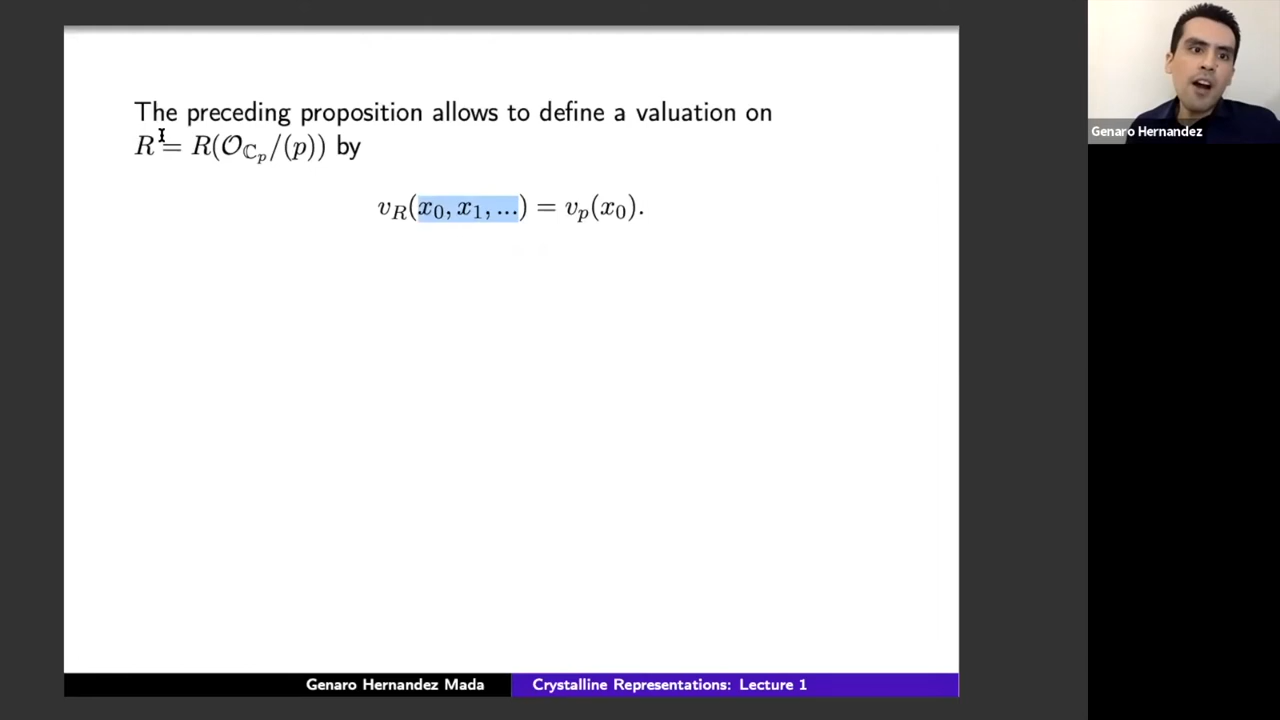 The preceding proposition allows to define a valuation on
R = R(𝒪_{ℂ_p}/(p)) by
v_R(x_0, x_1, ...) = v_p(x_0).
Genaro Hernandez
Genaro Hernandez Mada
Crystalline Representations: Lecture 1